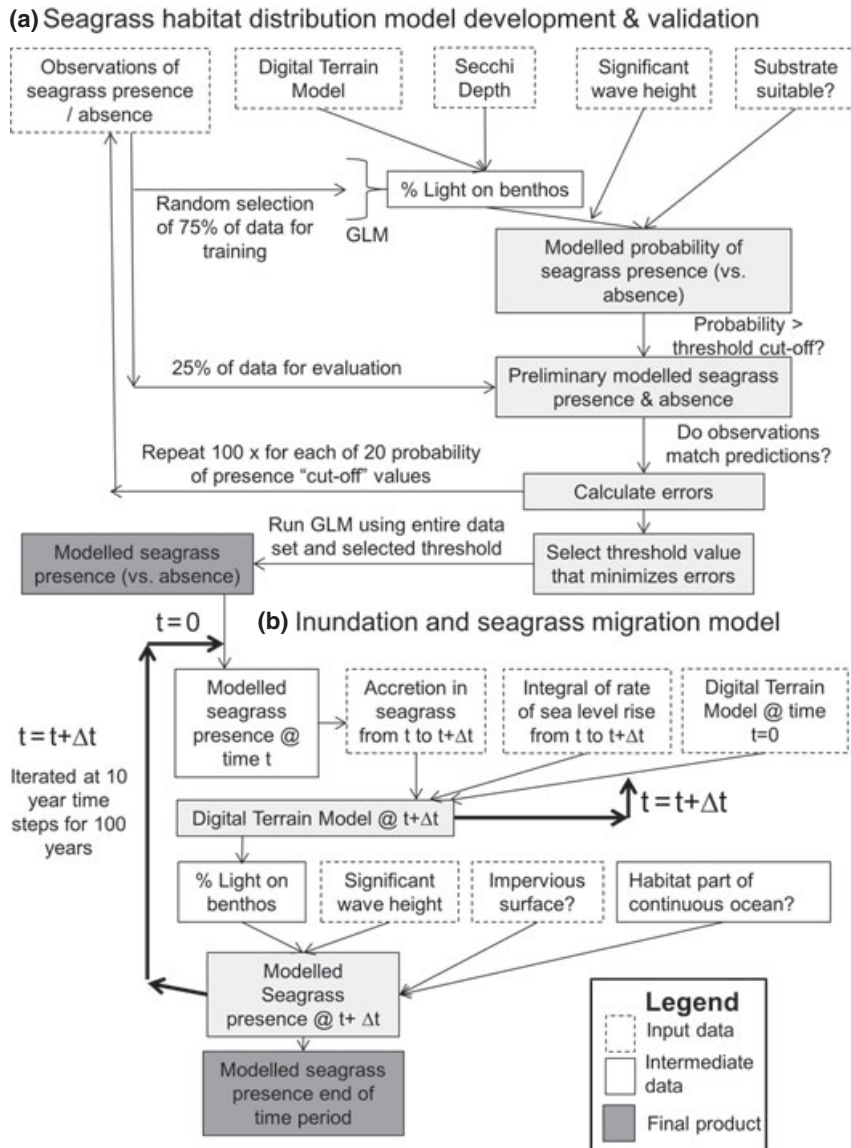 (a) Seagrass habitat distribution model development & validation
Observations of
seagrass presence
/ absence
Digital Terrain
Model
Secchi
Depth
Significant
wave height
Substrate
suitable?
Random selection
of 75% of data for
training
GLM
% Light on benthos
Modelled probability of
seagrass presence (vs.
absence)
Probability >
threshold cut-off?
25% of data for evaluation
Preliminary modelled seagrass
presence & absence
Do observations
match predictions?
Repeat 100 x for each of 20 probability
of presence “cut-off” values
Calculate errors
Run GLM using entire data
set and selected threshold
Modelled seagrass
presence (vs. absence)
Select threshold value
that minimizes errors
t=0
(b) Inundation and seagrass migration model
Modelled
seagrass
presence @
time t
Accretion in
seagrass
from t to t+Δt
Integral of rate
of sea level rise
from t to t+Δt
Digital Terrain
Model @ time
t=0
t=t+Δt
Iterated at 10
year time
steps for 100
years
Digital Terrain Model @ t+Δt
t=t+Δt
% Light on
benthos
Significant
wave height
Impervious
surface?
Habitat part of
continuous ocean?
Modelled
Seagrass
presence @ t+ Δt
Modelled seagrass
presence end of
time period
Legend
Input data
Intermediate
data
Final product